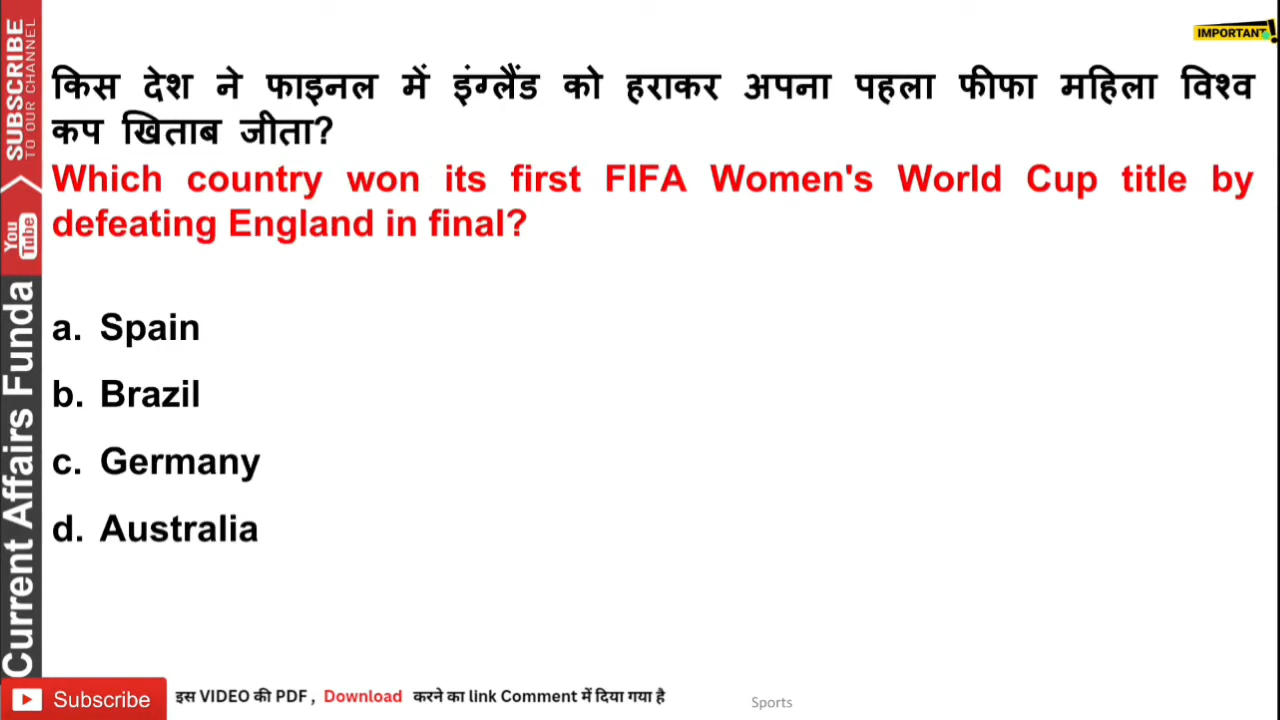 SUBSCRIBE
TO OUR CHANNEL
You
Tube
Current Affairs Funda
IMPORTANT!
किस देश ने फाइनल में इंग्लैंड को हराकर अपना पहला फीफा महिला विश्व
कप खिताब जीता?
Which country won its first FIFA Women's World Cup title by
defeating England in final?
a. Spain
b. Brazil
c. Germany
d. Australia
Subscribe
इस VIDEO की PDF , Download करने का link Comment में दिया गया है
Sports